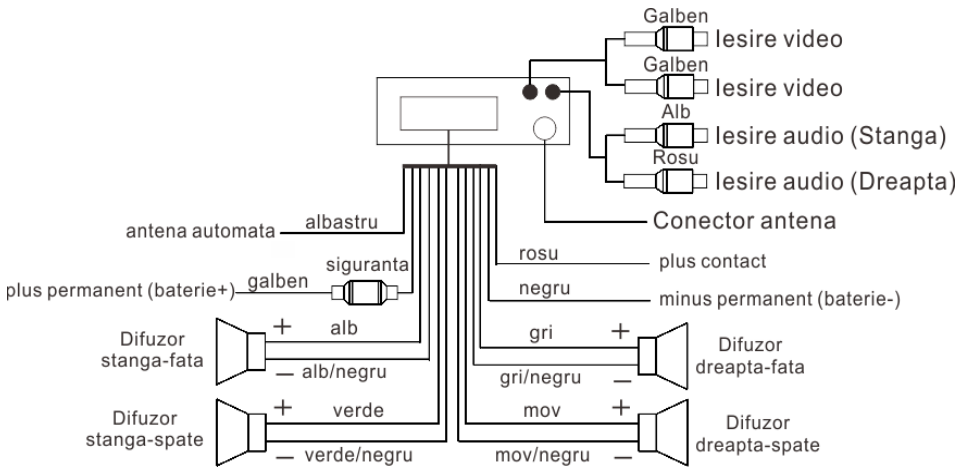 Galben
Iesire video
Galben
Iesire video
Alb
Iesire audio (Stanga)
Rosu
Iesire audio (Dreapta)
Conector antena
albastru
antena automata
rosu
plus contact
siguranta
galben
plus permanent (baterie+)
negru
minus permanent (baterie-)
+
alb
Difuzor
stanga-fata
− alb/negru
gri
+
Difuzor
dreapta-fata
gri/negru −
+
verde
Difuzor
stanga-spate
− verde/negru
mov
+
Difuzor
dreapta-spate
mov/negru −